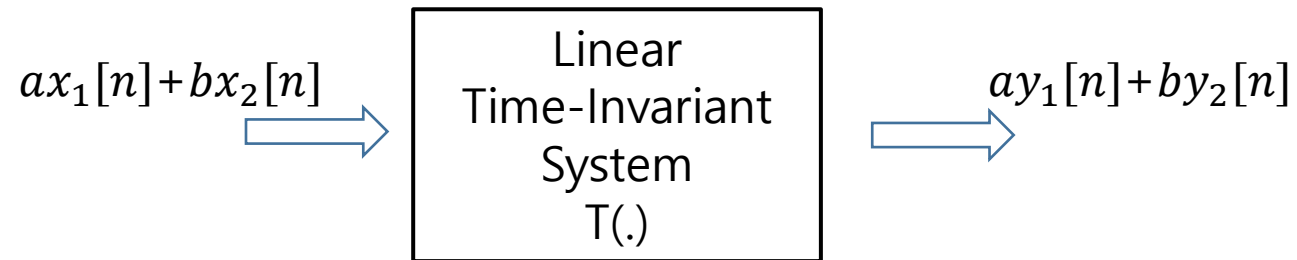 ax₁[n]+bx₂[n]
Linear
Time-Invariant
System
T(.)
ay₁[n]+by₂[n]